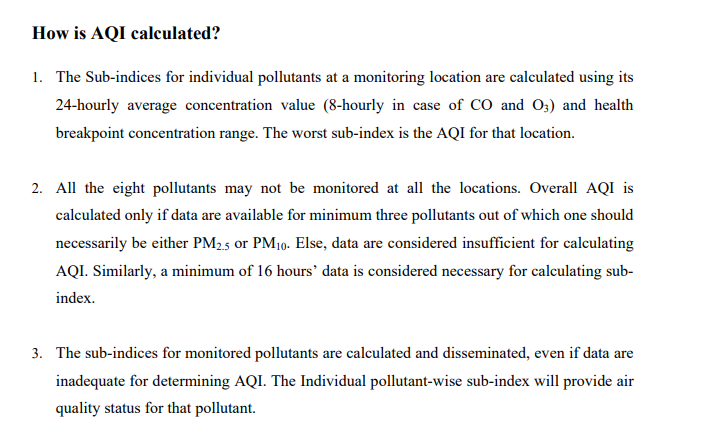 How is AQI calculated?
1. The Sub-indices for individual pollutants at a monitoring location are calculated using its
24-hourly average concentration value (8-hourly in case of CO and O₃) and health
breakpoint concentration range. The worst sub-index is the AQI for that location.
2. All the eight pollutants may not be monitored at all the locations. Overall AQI is
calculated only if data are available for minimum three pollutants out of which one should
necessarily be either PM₂.₅ or PM₁₀. Else, data are considered insufficient for calculating
AQI. Similarly, a minimum of 16 hours’ data is considered necessary for calculating sub-
index.
3. The sub-indices for monitored pollutants are calculated and disseminated, even if data are
inadequate for determining AQI. The Individual pollutant-wise sub-index will provide air
quality status for that pollutant.